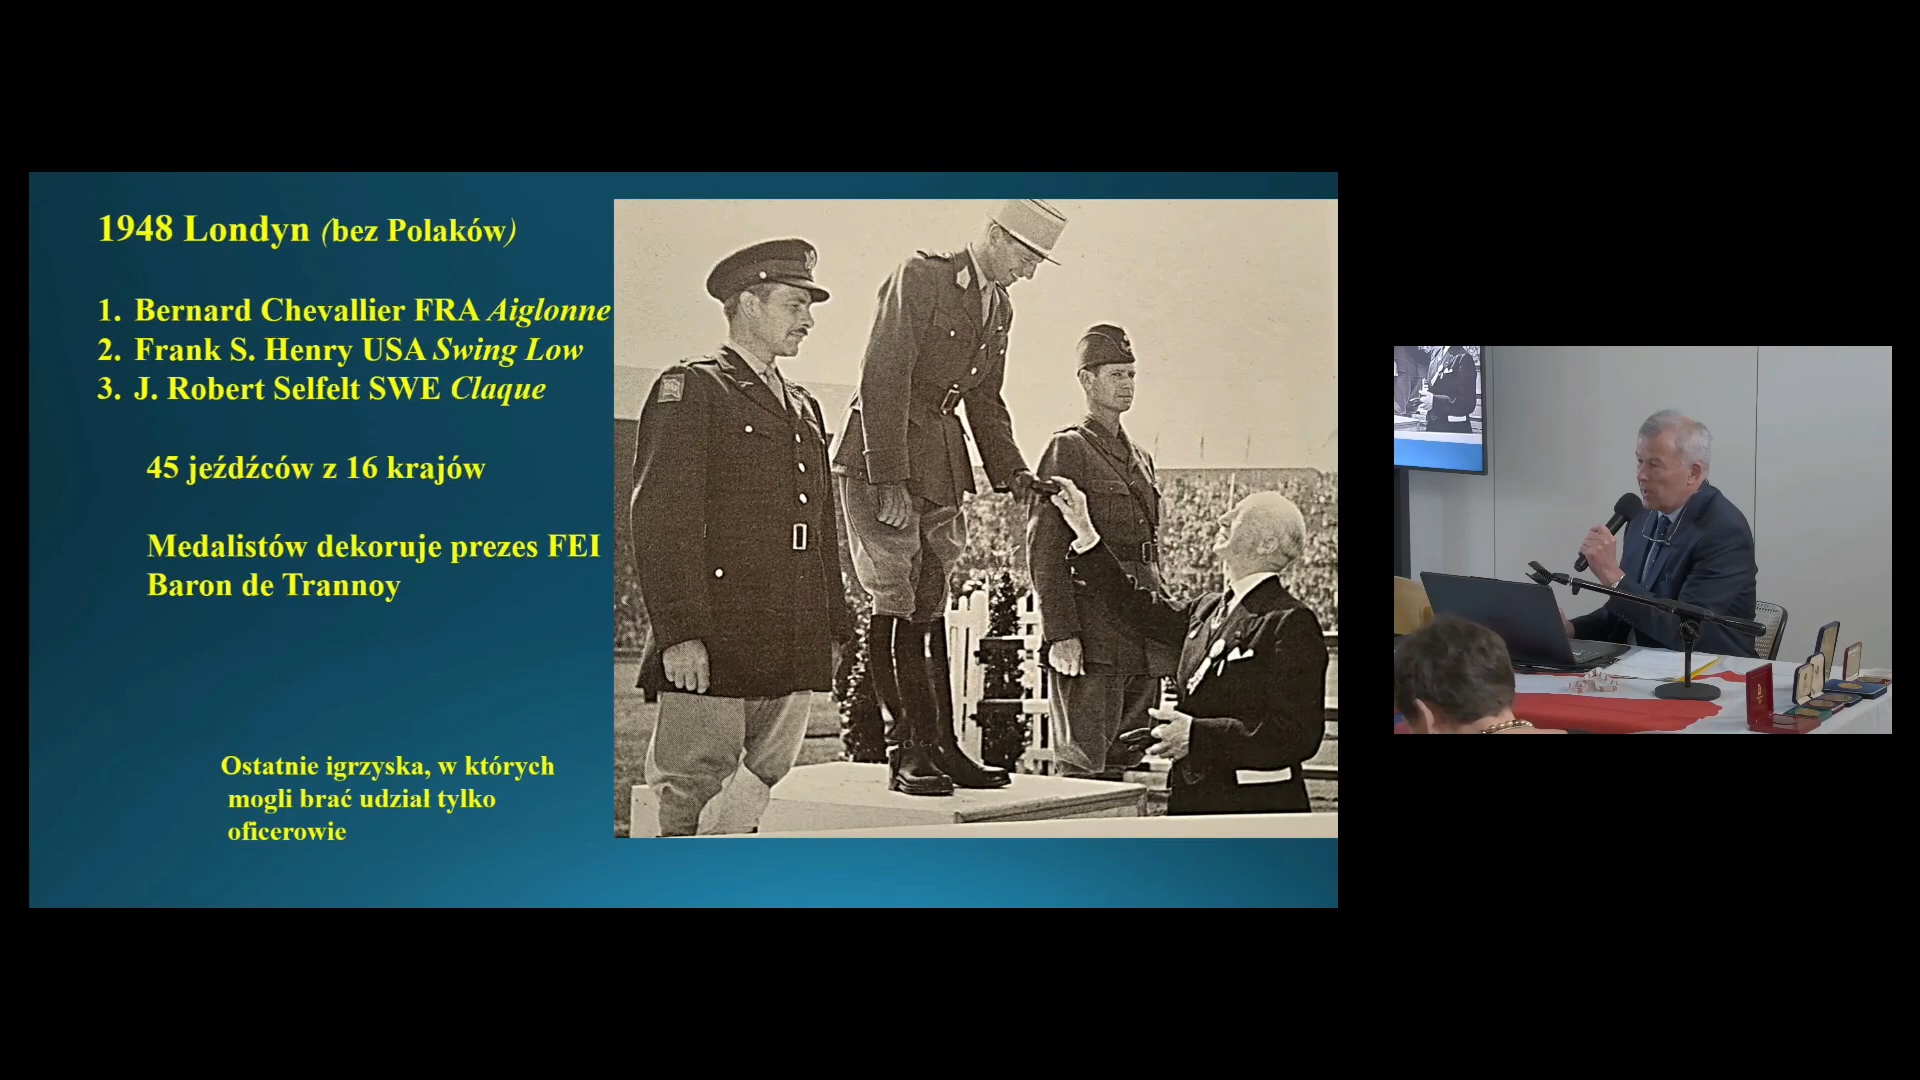 1948 Londyn (bez Polaków)
1. Bernard Chevallier FRA Aiglonne
2. Frank S. Henry USA Swing Low
3. J. Robert Selfelt SWE Claque
45 jeźdźców z 16 krajów
Medalistów dekoruje prezes FEI
Baron de Trannoy
Ostatnie igrzyska, w których
mogli brać udział tylko
oficerowie